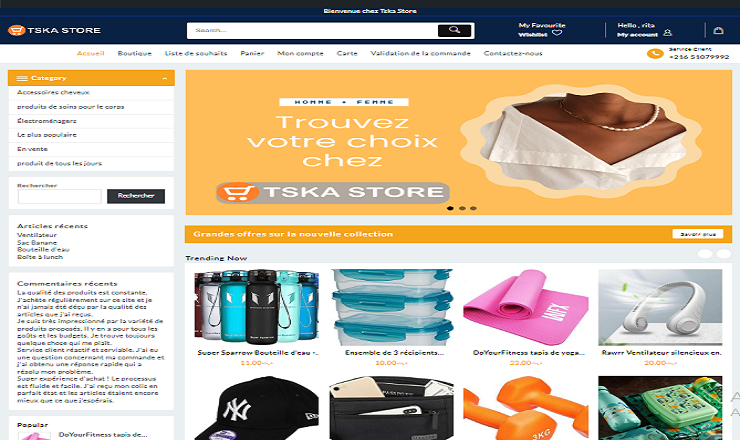 Bienvenue chez Tska Store
TSKA STORE
Search...
My Favourite
Wishlist
Hello , rita
My account
Accueil Boutique Liste de souhaits Panier Mon compte Carte Validation de la commande Contactez-nous
Service Client
+216 51079992
Category
Accessoires cheveux
produits de soins pour le corps
Électroménagers
Le plus populaire
En vente
produit de tous les jours
HOMME + FEMME
Trouvez
votre choix
chez
TSKA STORE
Rechercher
Rechercher
Grandes offres sur la nouvelle collection
Savoir plus
Articles récents
Ventilateur
Sac Banane
Bouteille d'eau
Boîte à lunch
Trending Now
Commentaires récents
La qualité des produits est constante.
J'achète régulièrement sur ce site et je
n'ai jamais été déçu par la qualité des
articles que j'ai reçus.
Je suis très impressionné par la variété de
produits proposés. Il y en a pour tous les
goûts et les budgets. Je trouve toujours
quelque chose qui me plaît.
Service client réactif et serviable. J'ai eu
une question concernant ma commande et
j'ai obtenu une réponse rapide qui a
résolu mon problème.
Super expérience d'achat ! Le processus
est fluide et facile. J'ai reçu mon colis en
parfait état et les articles étaient encore
mieux que ce que j'espérais.
Super Sparrow Bouteille d'eau -..
11.00
Ensemble de 3 récipients...
10.00
DoYourFitness tapis de yoga...
22.00
Rawrr Ventilateur silencieux en..
20.00
3KG
Popular
DoYourFitness tapis de...